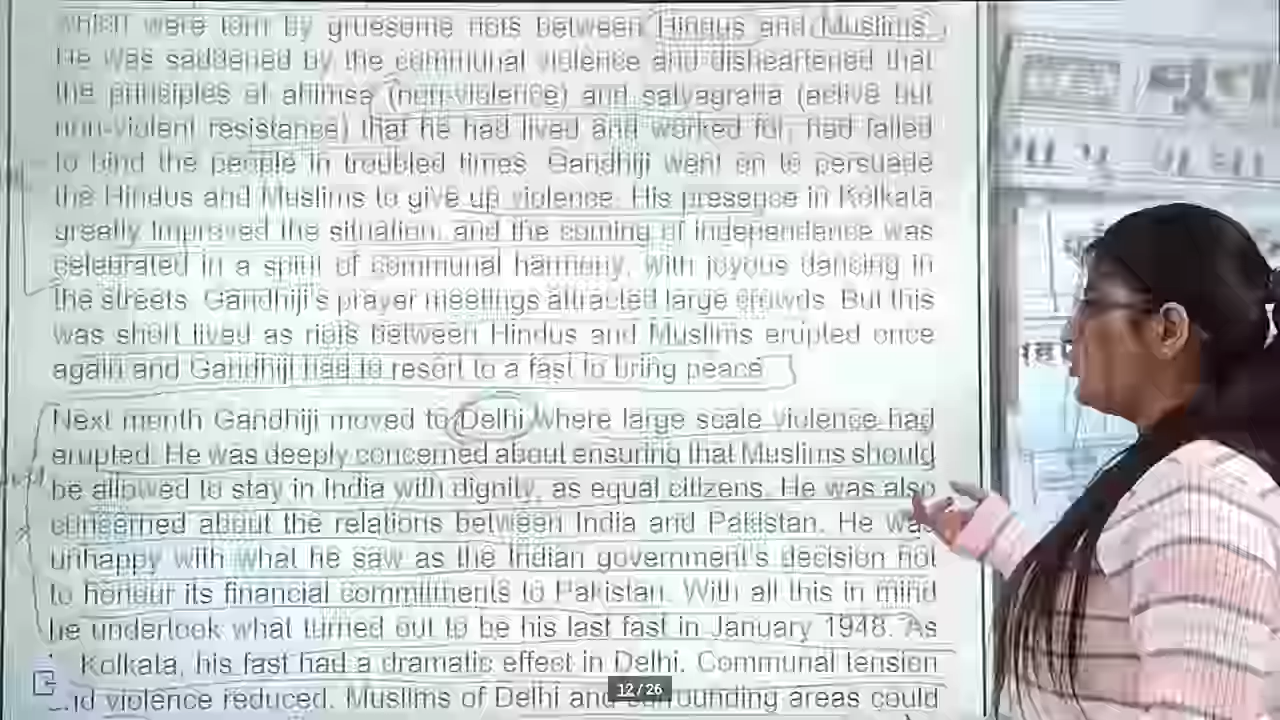 which were torn by gruesome riots between Hindus and Muslims.
He was saddened by the communal violence and disheartened that
the principles of ahimsa (non-violence) and satyagraha (active but
non-violent resistance) that he had lived and worked for, had failed
to bind the people in troubled times. Gandhiji went on to persuade
the Hindus and Muslims to give up violence. His presence in Kolkata
greatly improved the situation, and the coming of independence was
celebrated in a spirit of communal harmony, with joyous dancing in
the streets. Gandhiji's prayer meetings attracted large crowds. But this
was short lived as riots between Hindus and Muslims erupted once
again and Gandhiji had to resort to a fast to bring peace.
Next month Gandhiji moved to Delhi where large scale violence had
erupted. He was deeply concerned about ensuring that Muslims should
be allowed to stay in India with dignity, as equal citizens. He was also
concerned about the relations between India and Pakistan. He was
unhappy with what he saw as the Indian government's decision not
to honour its financial commitments to Pakistan. With all this in mind
he undertook what turned out to be his last fast in January 1948. As
Kolkata, his fast had a dramatic effect in Delhi. Communal tension
violence reduced. Muslims of Delhi and surrounding areas could
12 / 26